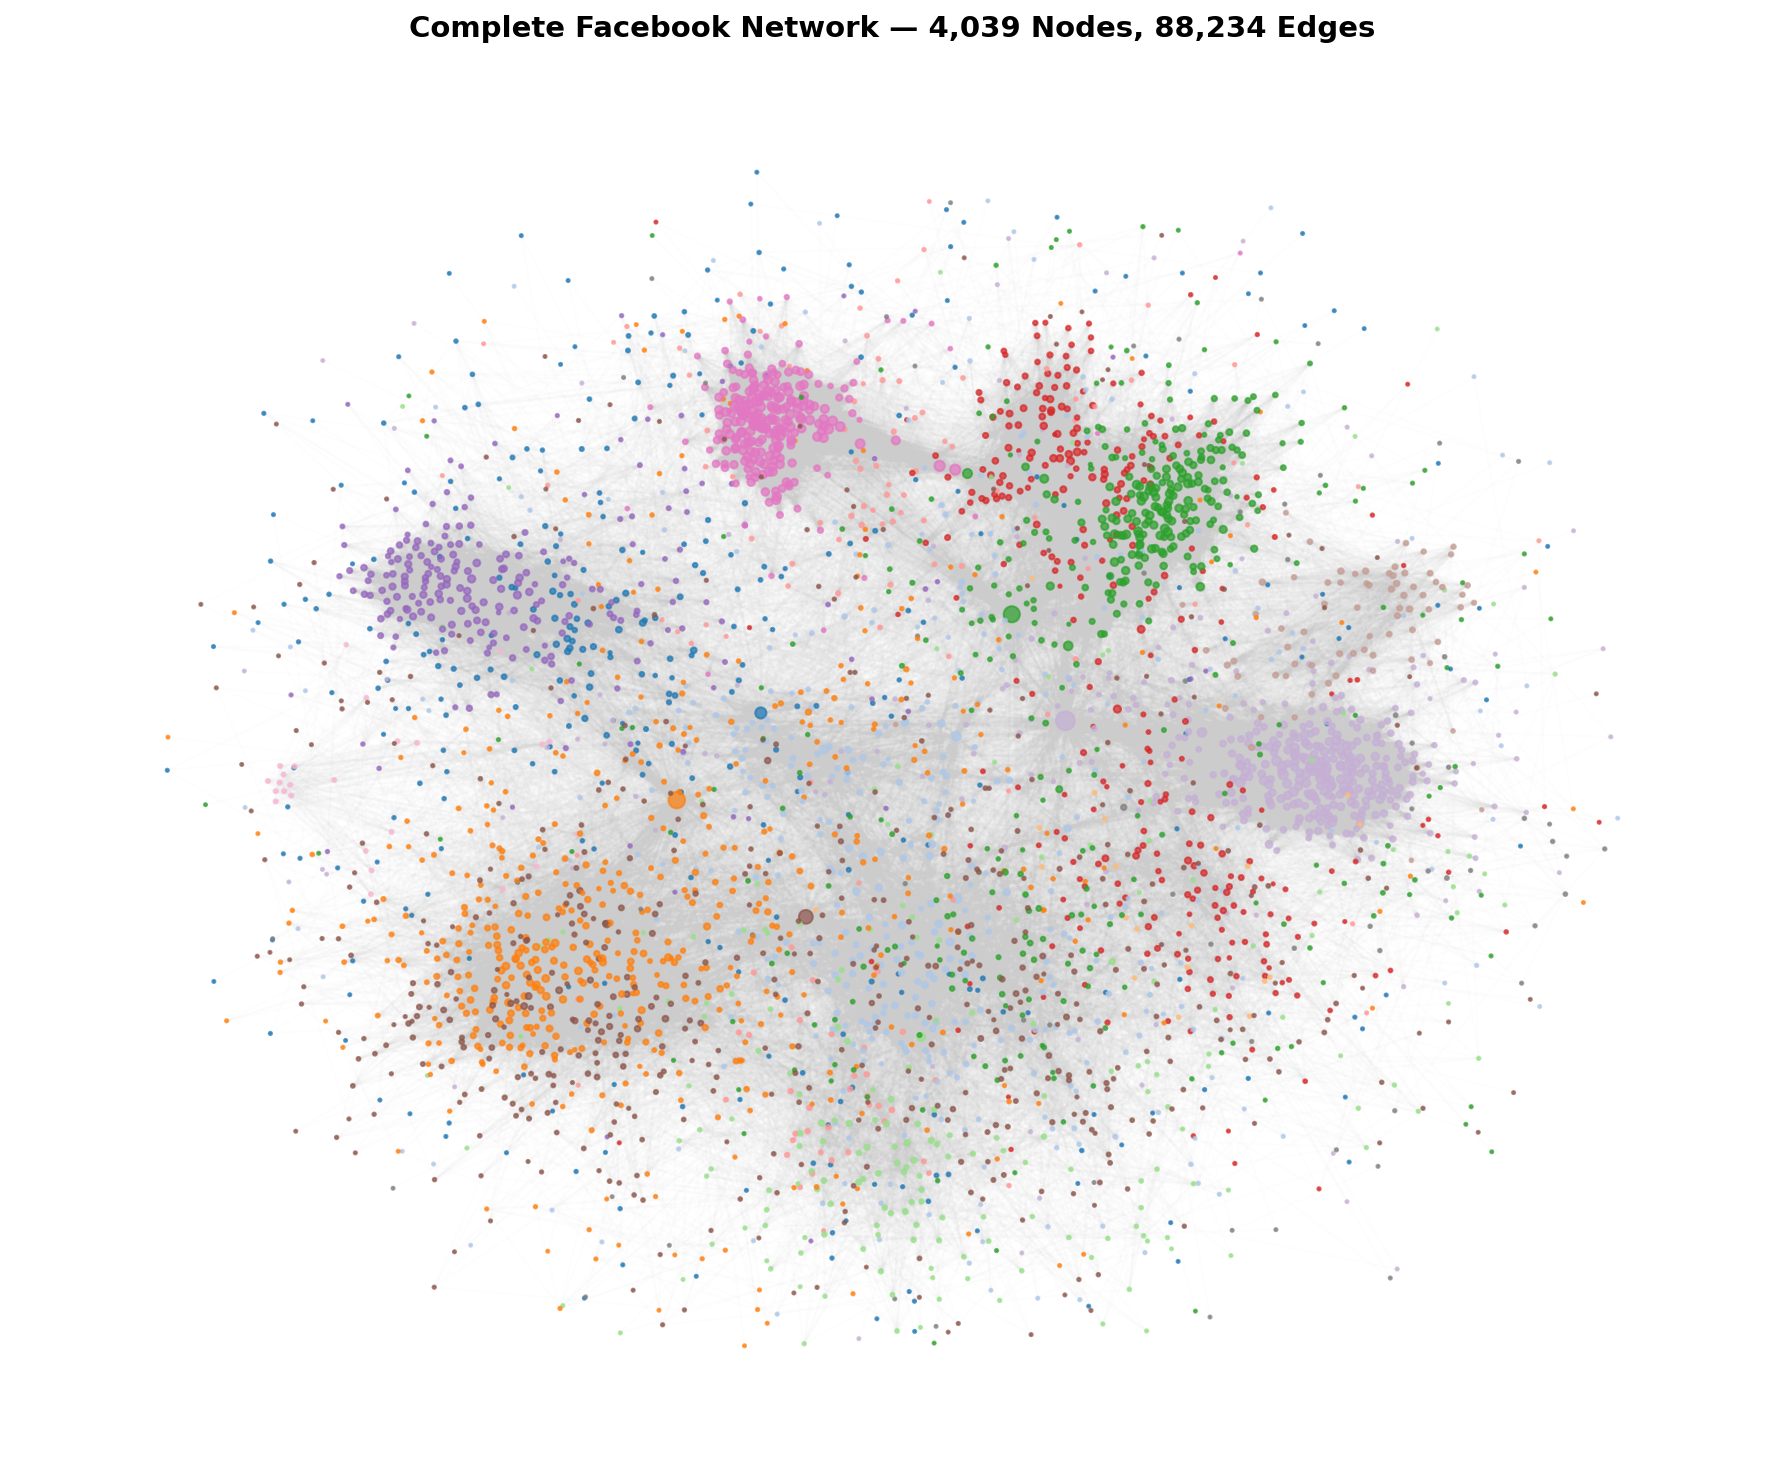 Complete Facebook Network — 4,039 Nodes, 88,234 Edges